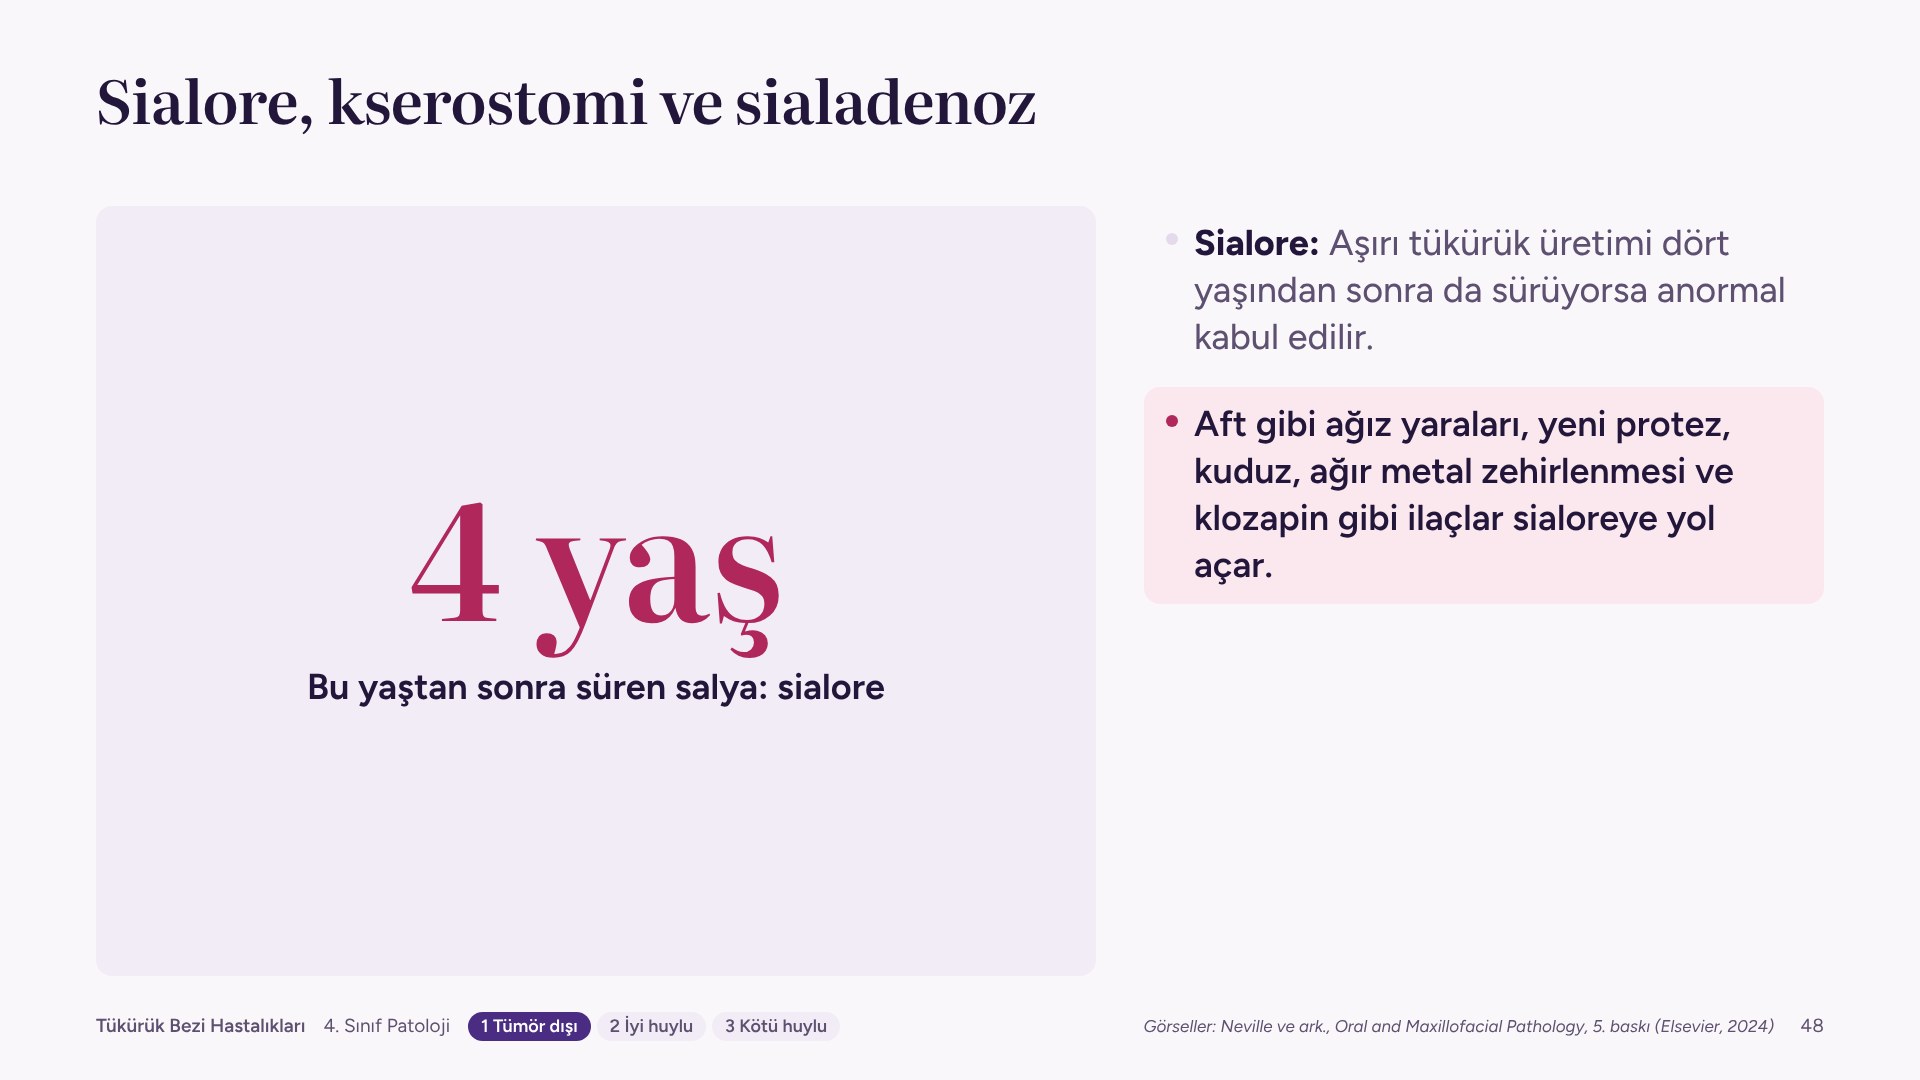 Sialore, kserostomi ve sialadenoz
4 yaş
Bu yaştan sonra süren salya: sialore
Sialore: Aşırı tükürük üretimi dört
yaşından sonra da sürüyorsa anormal
kabul edilir.
Aft gibi ağız yaraları, yeni protez,
kuduz, ağır metal zehirlenmesi ve
klozapin gibi ilaçlar sialoreye yol
açar.
Tükürük Bezi Hastalıkları 4. Sınıf Patoloji 1 Tümör dışı 2 İyi huylu 3 Kötü huylu
Görseller: Neville ve ark., Oral and Maxillofacial Pathology, 5. baskı (Elsevier, 2024) 48